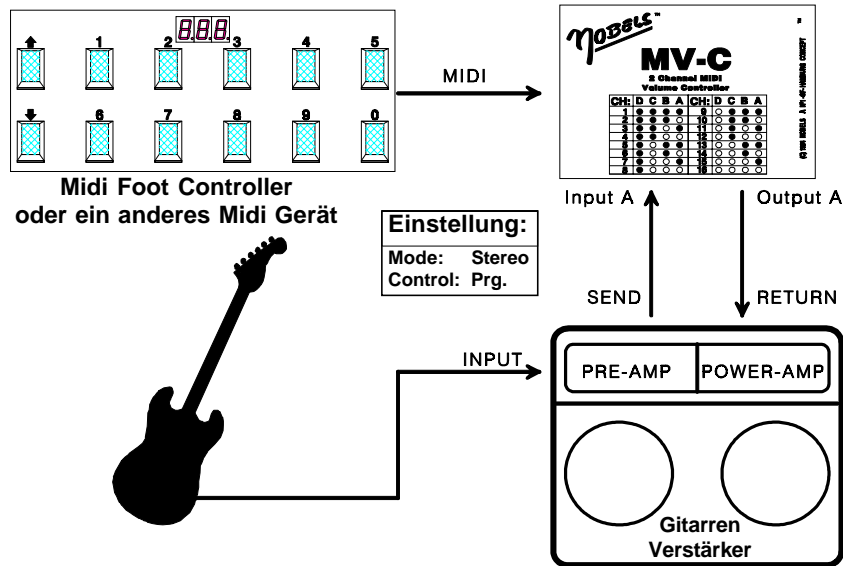 8.8.8.
1 2 3 4 5
6 7 8 9 0
Midi Foot Controller
oder ein anderes Midi Gerät
MIDI
NOBELS™
MV-C
2 Channel MIDI
Volume Controller
CH: D C B A CH: D C B A
1 9
2 10
3 11
4 12
5 13
6 14
7 15
8 16
HAMBURG CONCEPT
Input A
Output A
Einstellung:
Mode: Stereo
Control: Prg.
SEND
RETURN
INPUT
PRE-AMP
POWER-AMP
Gitarren
Verstärker